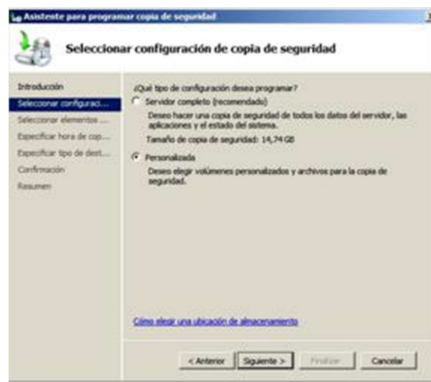 Asistente para programar copia de seguridad
Seleccionar configuración de copia de seguridad
Introducción
Seleccionar configuraci...
Seleccionar elementos ...
Especificar hora de cop...
Especificar tipo de dest...
Confirmación
Resumen
¿Qué tipo de configuración desea programar?
Servidor completo (recomendado)
Deseo hacer una copia de seguridad de todos los datos del servidor, las
aplicaciones y el estado del sistema.
Tamaño de copia de seguridad: 14,74 GB
Personalizada
Deseo elegir volúmenes personalizados y archivos para la copia de
seguridad.
Cómo elegir una ubicación de almacenamiento
< Anterior
Siguiente >
Finalizar
Cancelar